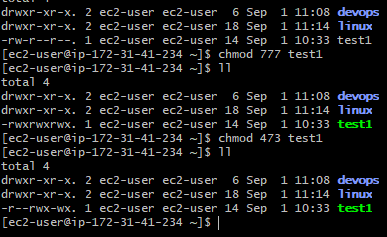 drwxr-xr-x. 2 ec2-user ec2-user  6 Sep  1 11:08 devops
drwxr-xr-x. 2 ec2-user ec2-user 18 Sep  1 11:14 linux
-rw-r--r--. 1 ec2-user ec2-user 14 Sep  1 10:33 test1
[ec2-user@ip-172-31-41-234 ~]$ chmod 777 test1
[ec2-user@ip-172-31-41-234 ~]$ ll
total 4
drwxr-xr-x. 2 ec2-user ec2-user  6 Sep  1 11:08 devops
drwxr-xr-x. 2 ec2-user ec2-user 18 Sep  1 11:14 linux
-rwxrwxrwx. 1 ec2-user ec2-user 14 Sep  1 10:33 test1
[ec2-user@ip-172-31-41-234 ~]$ chmod 473 test1
[ec2-user@ip-172-31-41-234 ~]$ ll
total 4
drwxr-xr-x. 2 ec2-user ec2-user  6 Sep  1 11:08 devops
drwxr-xr-x. 2 ec2-user ec2-user 18 Sep  1 11:14 linux
-r--rwx-wx. 1 ec2-user ec2-user 14 Sep  1 10:33 test1
[ec2-user@ip-172-31-41-234 ~]$